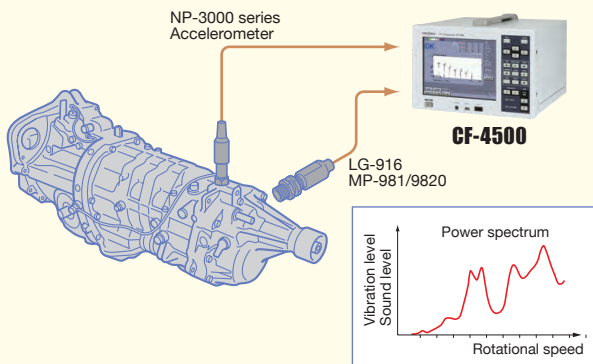 NP-3000 series
Accelerometer
OK
CF-4500
LG-916
MP-981/9820
Power spectrum
Vibration level
Sound level
Rotational speed